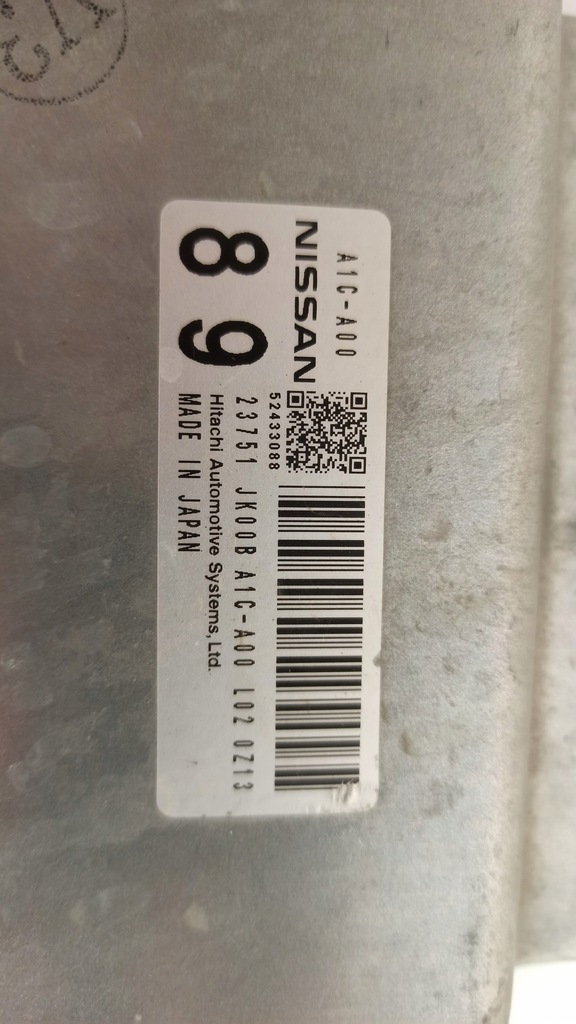 A1C-A00
NISSAN
8 9
52433088
23751 JK00B A1C-A00 L02 0Z13
Hitachi Automotive Systems, Ltd.
MADE IN JAPAN